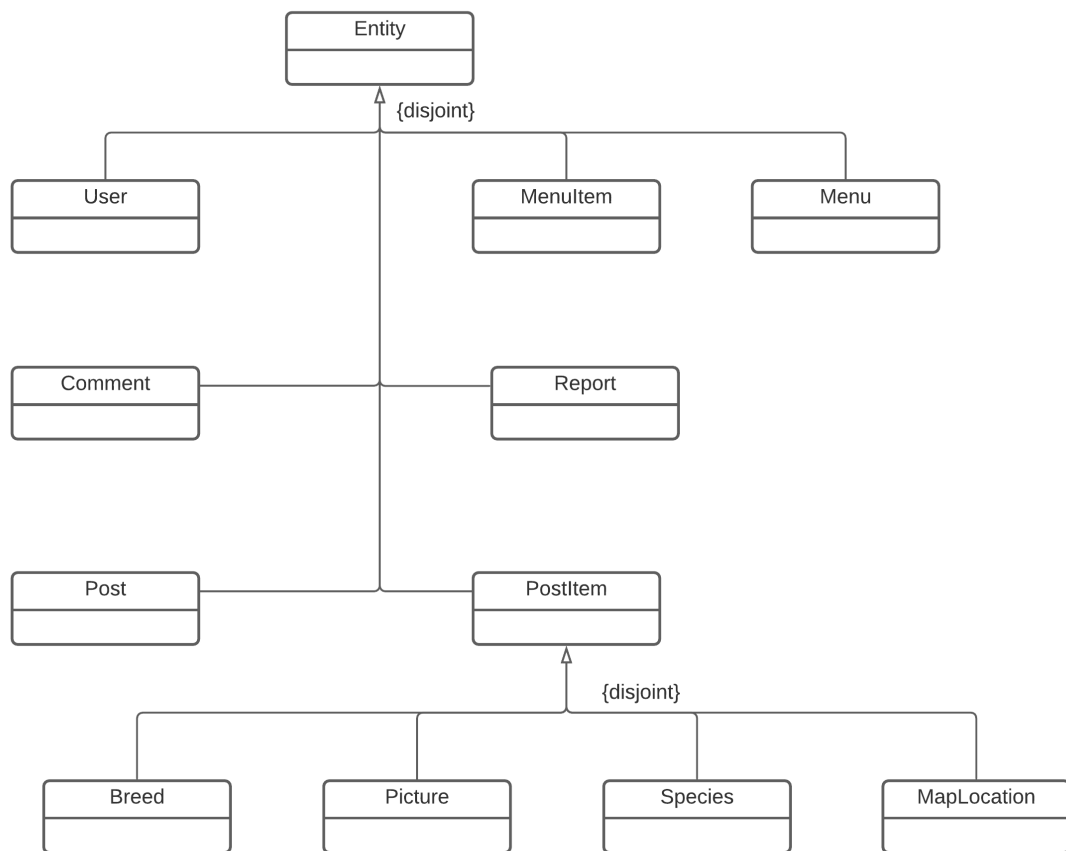 Entity
{disjoint}
User
MenuItem
Menu
Comment
Report
Post
PostItem
{disjoint}
Breed
Picture
Species
MapLocation